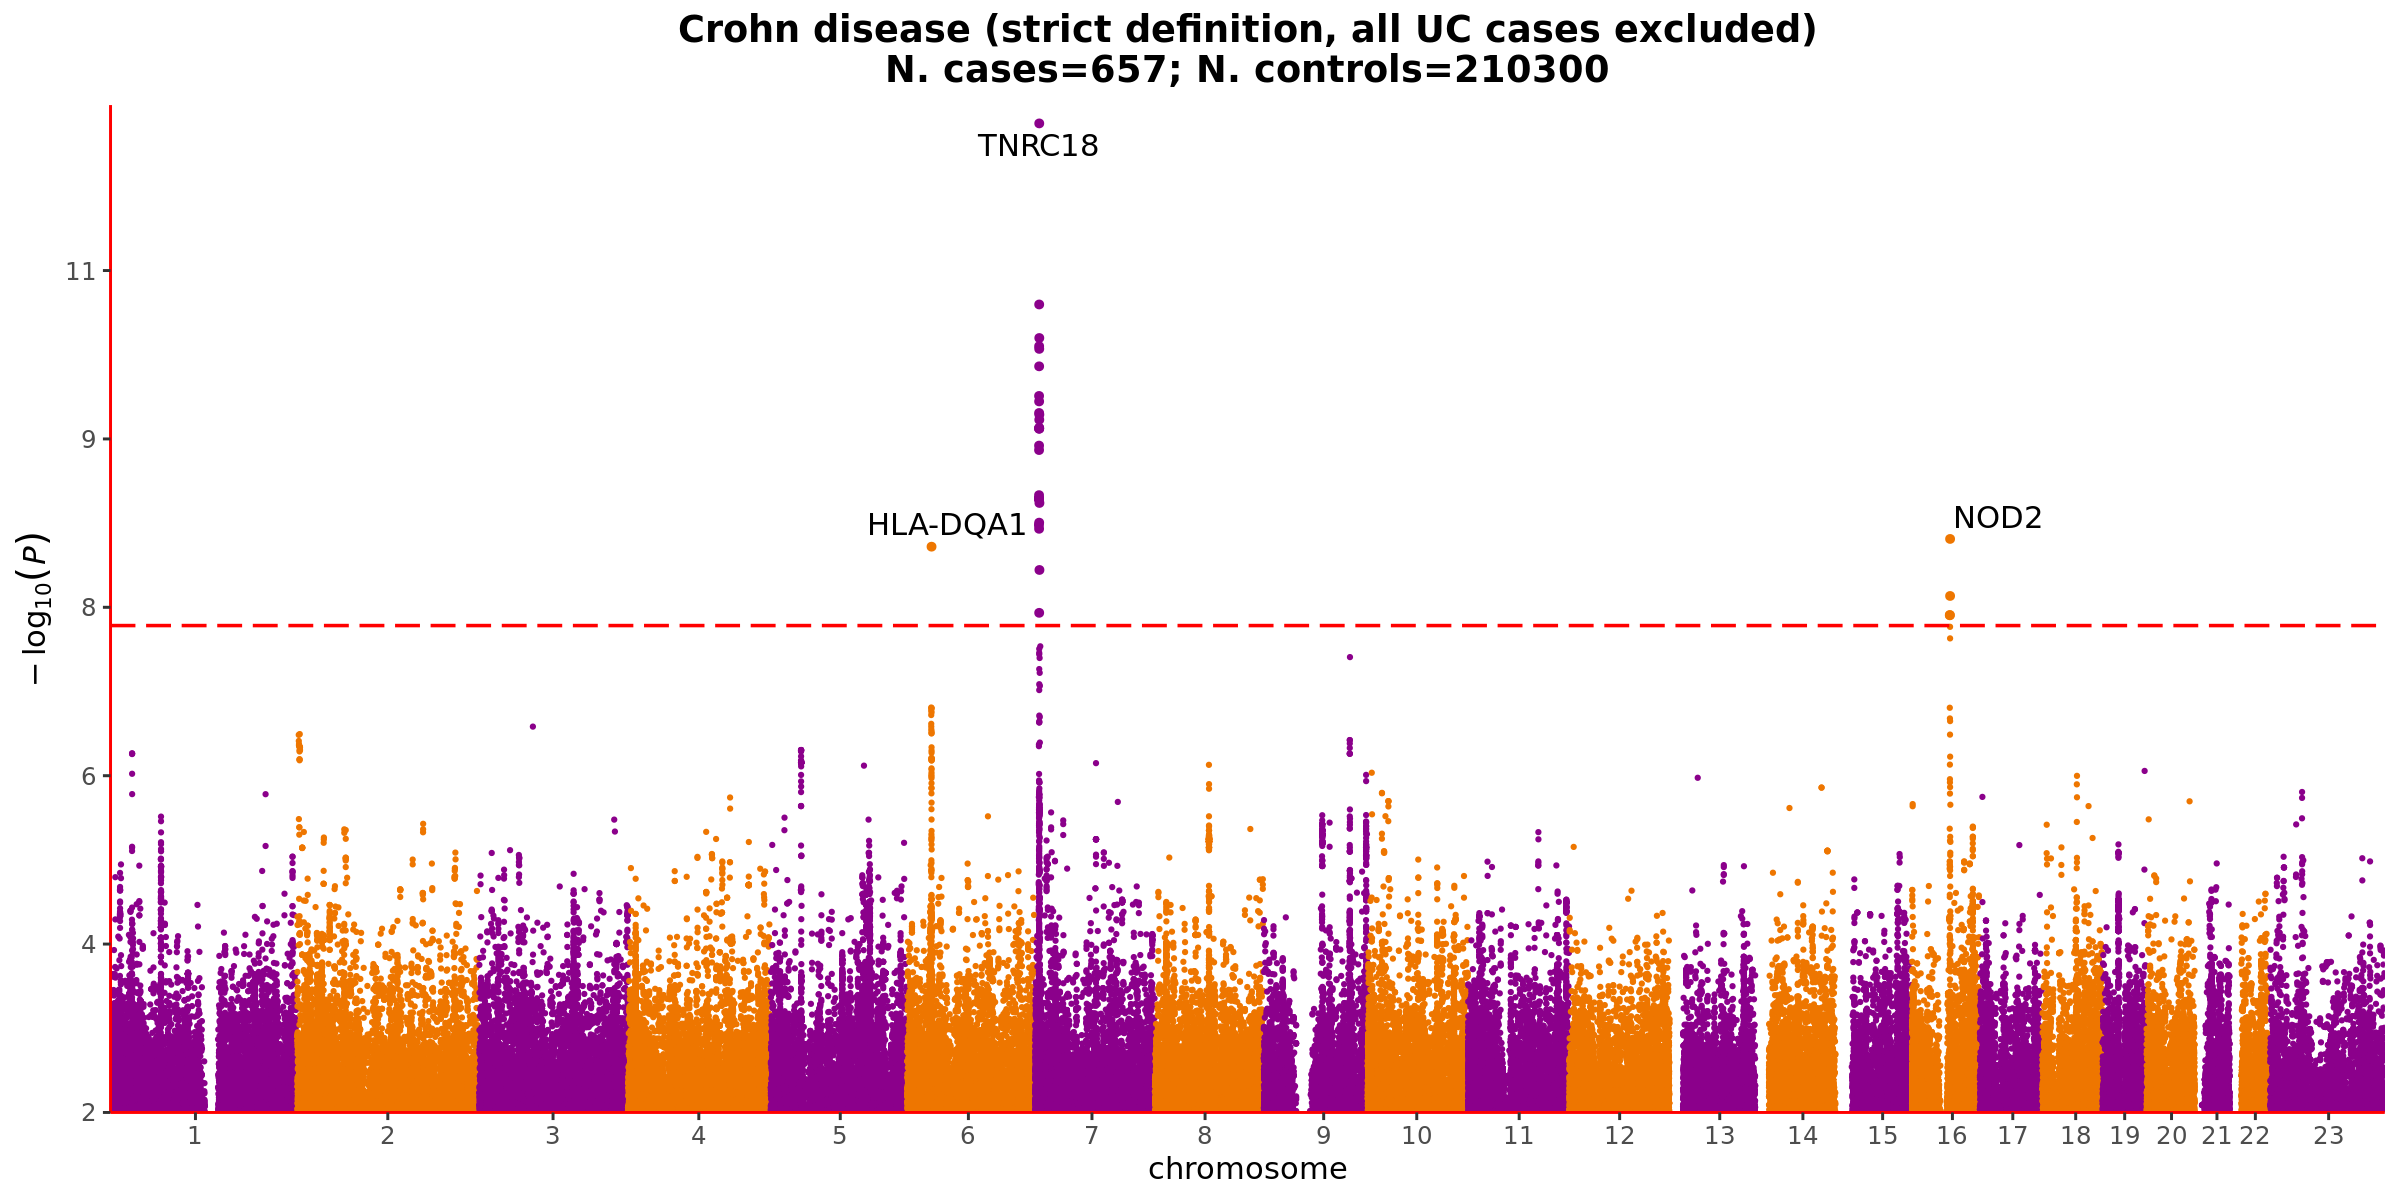 Crohn disease (strict definition, all UC cases excluded)
N. cases=657; N. controls=210300
TNRC18
11
9
HLA-DQA1
NOD2
8
− log10(P)
6
4
2
1 2 3 4 5 6 7 8 9 10 11 12 13 14 15 16 17 18 19 20 21 22 23
chromosome